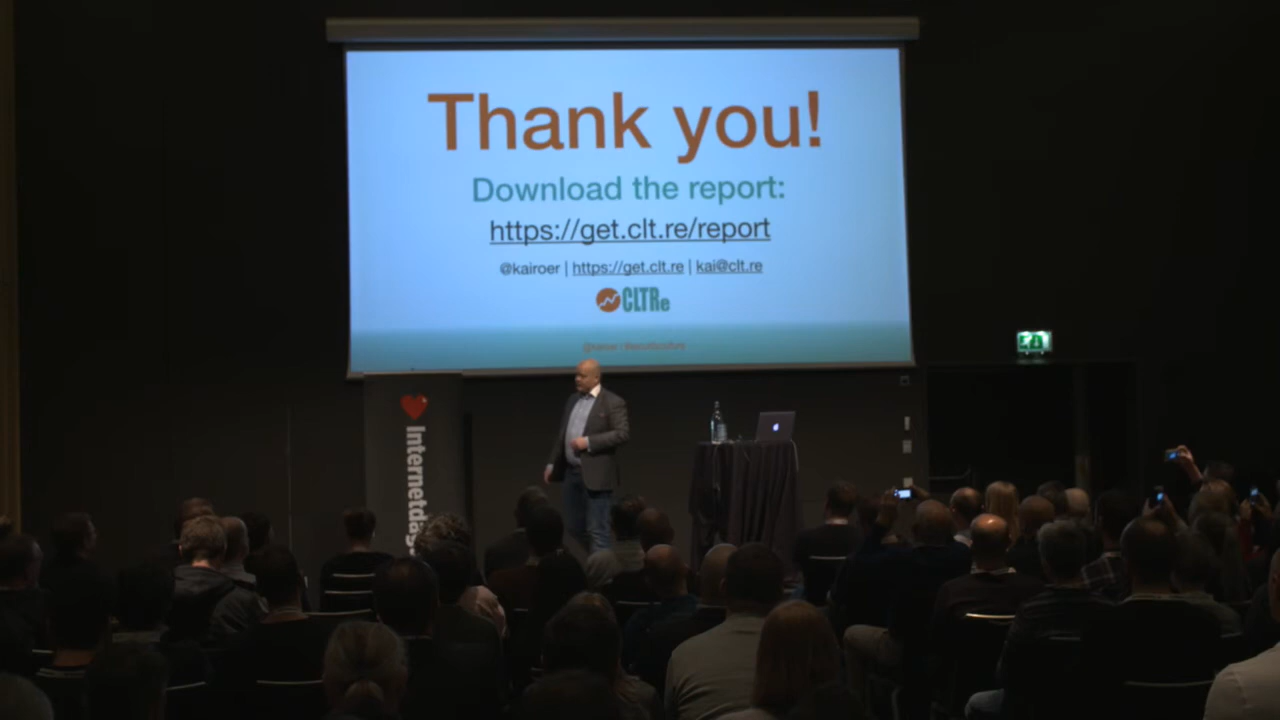 Thank you!
Download the report:
https://get.clt.re/report
@kairoer | https://get.clt.re | kai@clt.re
CLTRe
Internetdag